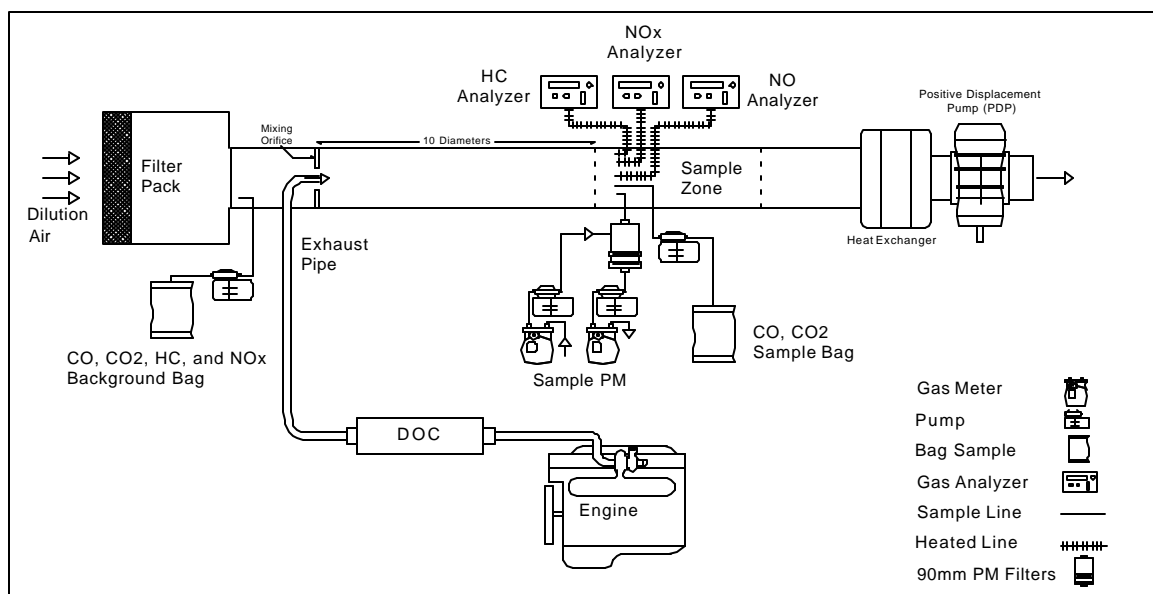 NOx
Analyzer
HC
Analyzer
NO
Analyzer
Positive Displacement
Pump (PDP)
Mixing
Orifice
10 Diameters
Filter
Pack
Sample
Zone
Dilution
Air
Heat Exchanger
Exhaust
Pipe
CO, CO2, HC, and NOx
Background Bag
Sample PM
CO, CO2
Sample Bag
DOC
Engine
Gas Meter
Pump
Bag Sample
Gas Analyzer
Sample Line
Heated Line
90mm PM Filters